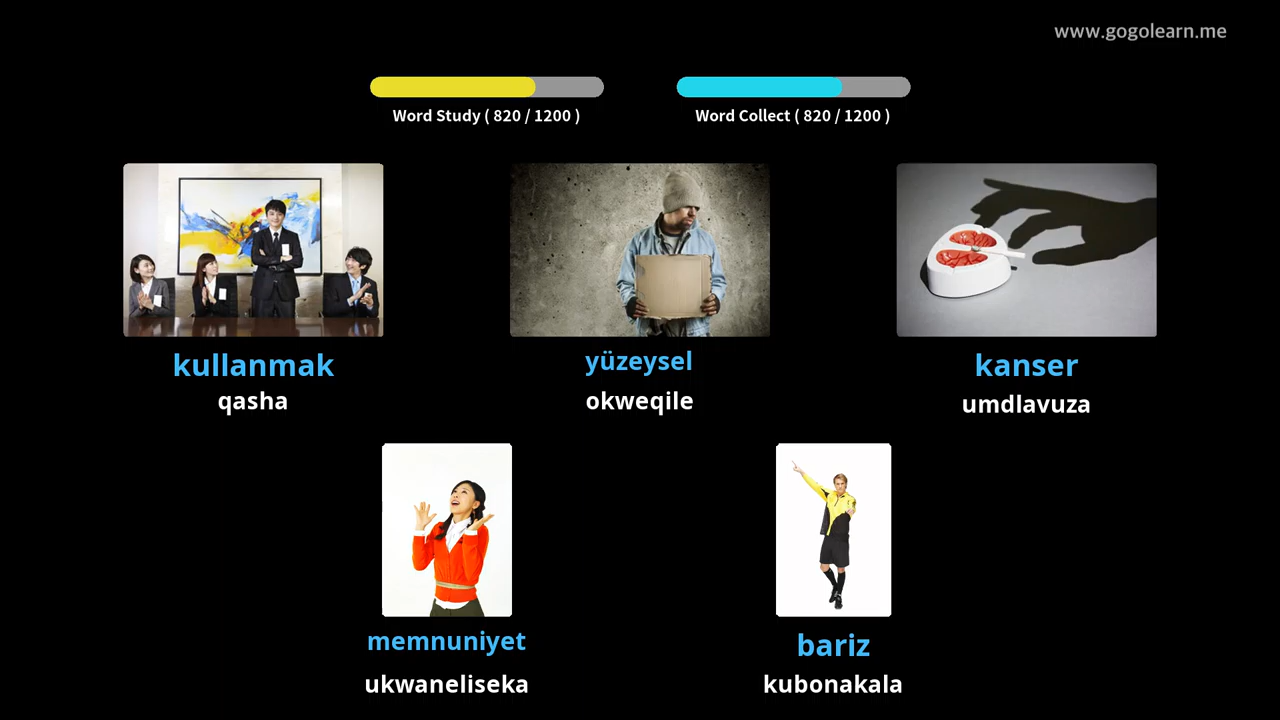 www.gogolearn.me
Word Study ( 820 / 1200 )
Word Collect ( 820 / 1200 )
kullanmak
qasha
yüzeysel
okweqile
kanser
umdlavuza
memnuniyet
ukwaneliseka
bariz
kubonakala